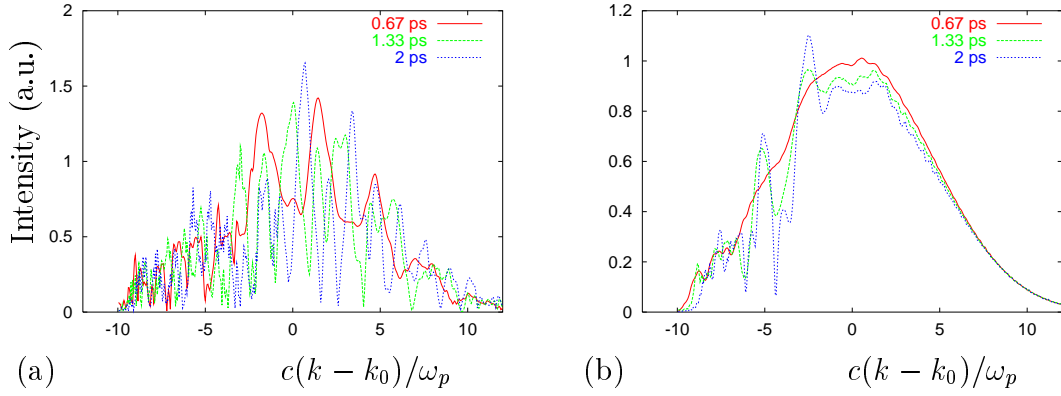 2
1.5
1
0.5
0
Intensity (a.u.)
0.67 ps
1.33 ps
2 ps
-10
-5
0
5
10
(a)
c(k − k₀)/ωₚ
1.2
1
0.8
0.6
0.4
0.2
0
0.67 ps
1.33 ps
2 ps
-10
-5
0
5
10
(b)
c(k − k₀)/ωₚ